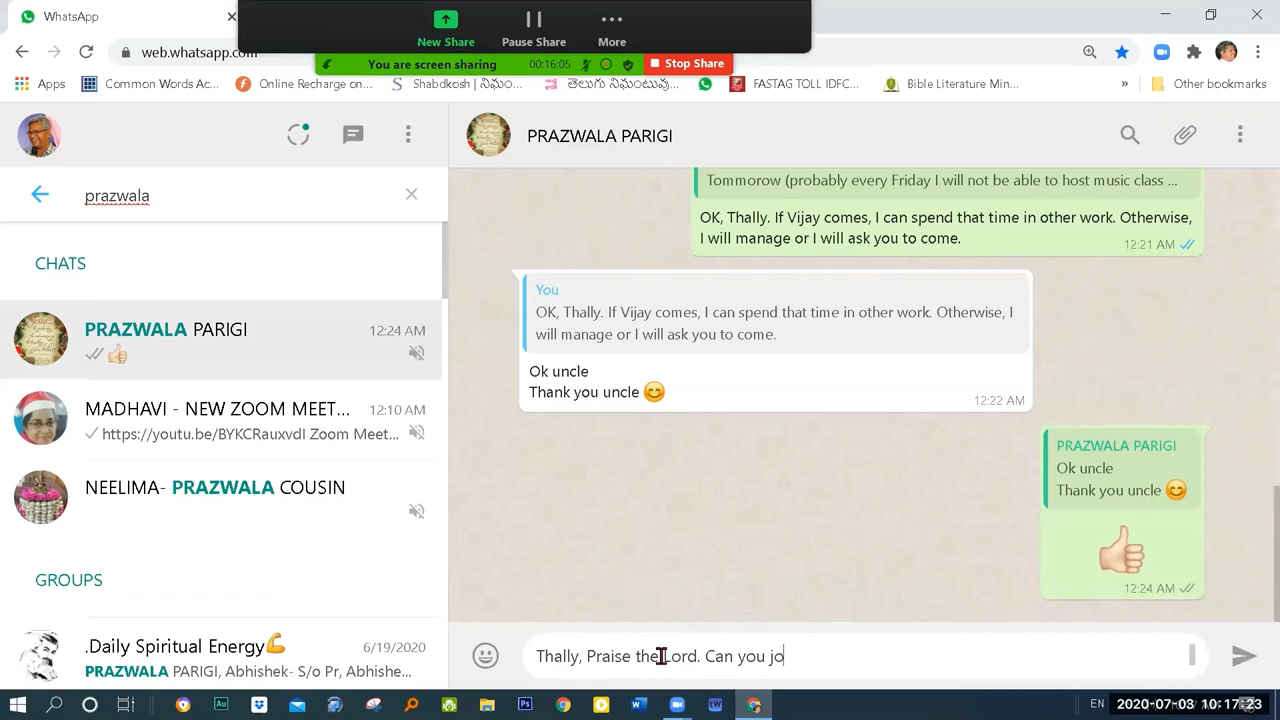 WhatsApp
New Share
Pause Share
More
You are screen sharing
00:16:05
Stop Share
web.whatsapp.com
Apps
Common Words Ac...
Online Recharge on...
Shabdkosh | నిఘం...
తెలుగు నిఘంటువు...
FASTAG TOLL IDFC...
Bible Literature Min...
»
Other bookmarks
prazwala
CHATS
PRAZWALA PARIGI
12:24 AM
MADHAVI - NEW ZOOM MEET...
12:10 AM
https://youtu.be/BYKCRauxvdI Zoom Meet...
NEELIMA- PRAZWALA COUSIN
GROUPS
.Daily Spiritual Energy
6/19/2020
PRAZWALA PARIGI, Abhishek- S/o Pr, Abhishe...
PRAZWALA PARIGI
Tommorow (probably every Friday I will not be able to host music class ...
OK, Thally. If Vijay comes, I can spend that time in other work. Otherwise,
I will manage or I will ask you to come.
12:21 AM
You
OK, Thally. If Vijay comes, I can spend that time in other work. Otherwise, I
will manage or I will ask you to come.
Ok uncle
Thank you uncle 😊
12:22 AM
PRAZWALA PARIGI
Ok uncle
Thank you uncle 😊
12:24 AM
Thally, Praise the Lord. Can you jo
EN
2020-07-03 10:17:23